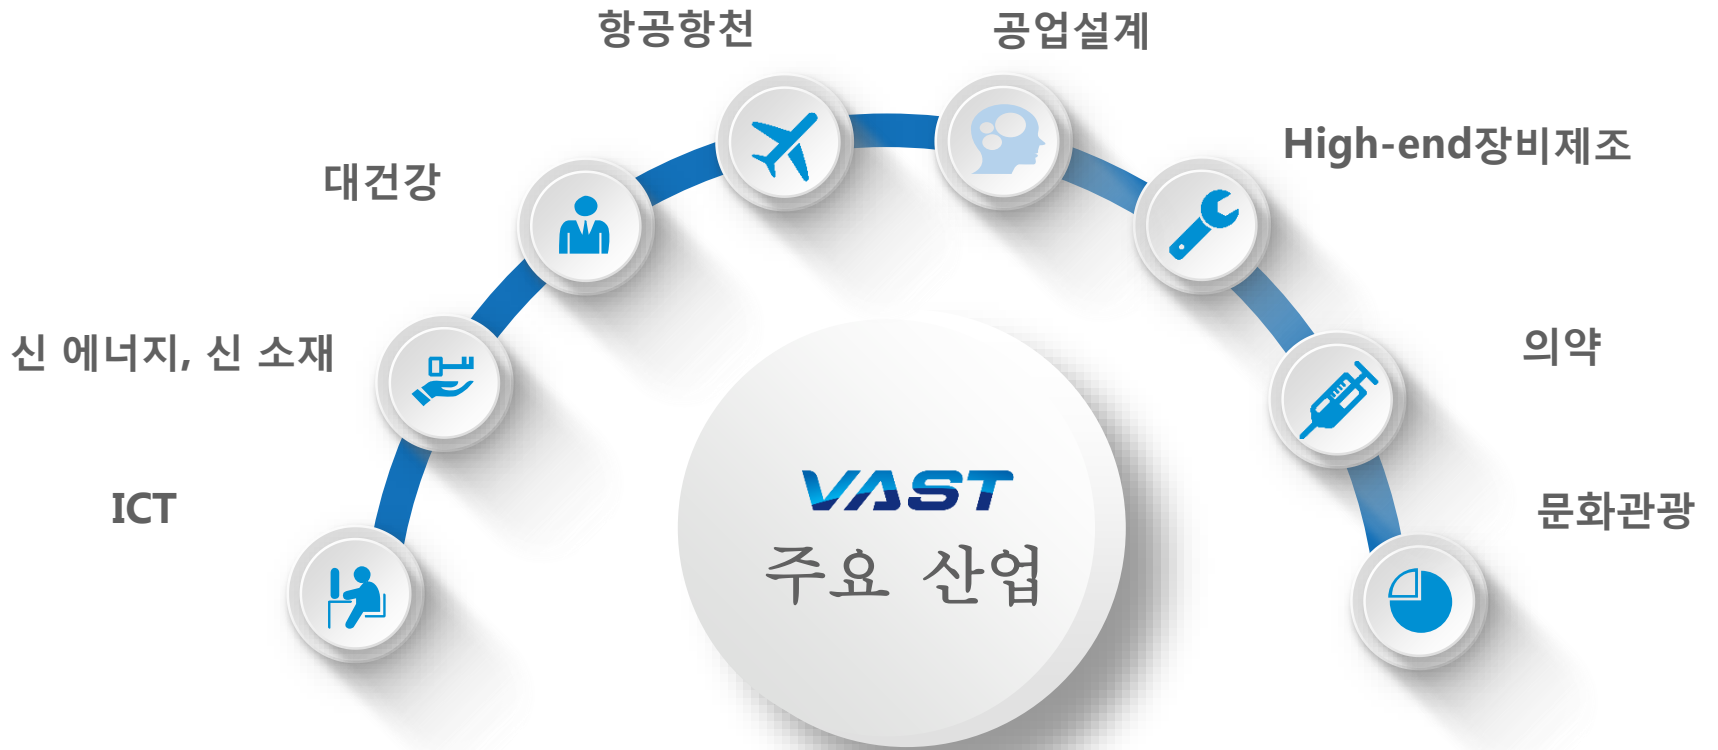 항공항천
공업설계
High-end장비제조
대건강
신 에너지, 신 소재
의약
ICT
문화관광
VAST
주요 산업